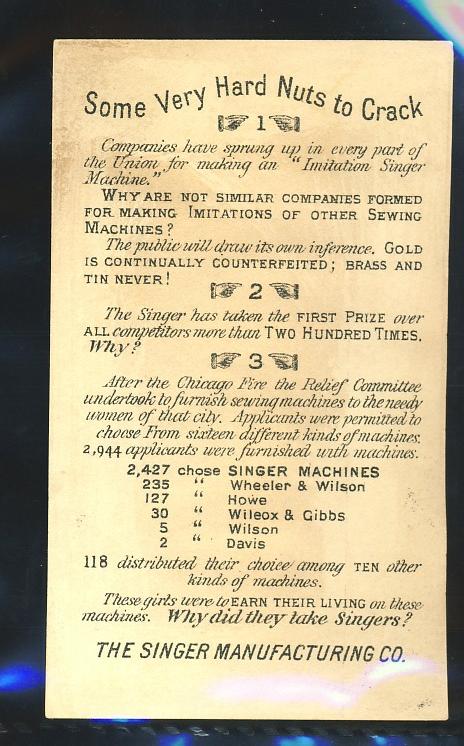 Some Very Hard Nuts to Crack
1
Companies have sprung up in every part of
the Union for making an "Imitation Singer
Machine."
WHY ARE NOT SIMILAR COMPANIES FORMED
FOR MAKING IMITATIONS OF OTHER SEWING
MACHINES?
The public will draw its own inference. GOLD
IS CONTINUALLY COUNTERFEITED; BRASS AND
TIN NEVER!
2
The Singer has taken the FIRST PRIZE over
ALL competitors more than TWO HUNDRED TIMES.
Why?
3
After the Chicago Fire the Relief Committee
undertook to furnish sewing machines to the needy
women of that city. Applicants were permitted to
choose From sixteen different kinds of machines.
2,944 applicants were furnished with machines.
2,427 chose SINGER MACHINES
235 " Wheeler & Wilson
127 " Howe
30 " Wilcox & Gibbs
5 " Wilson
2 " Davis
118 distributed their choice among TEN other
kinds of machines.
These girls were to EARN THEIR LIVING on these
machines. Why did they take Singers?
THE SINGER MANUFACTURING CO.